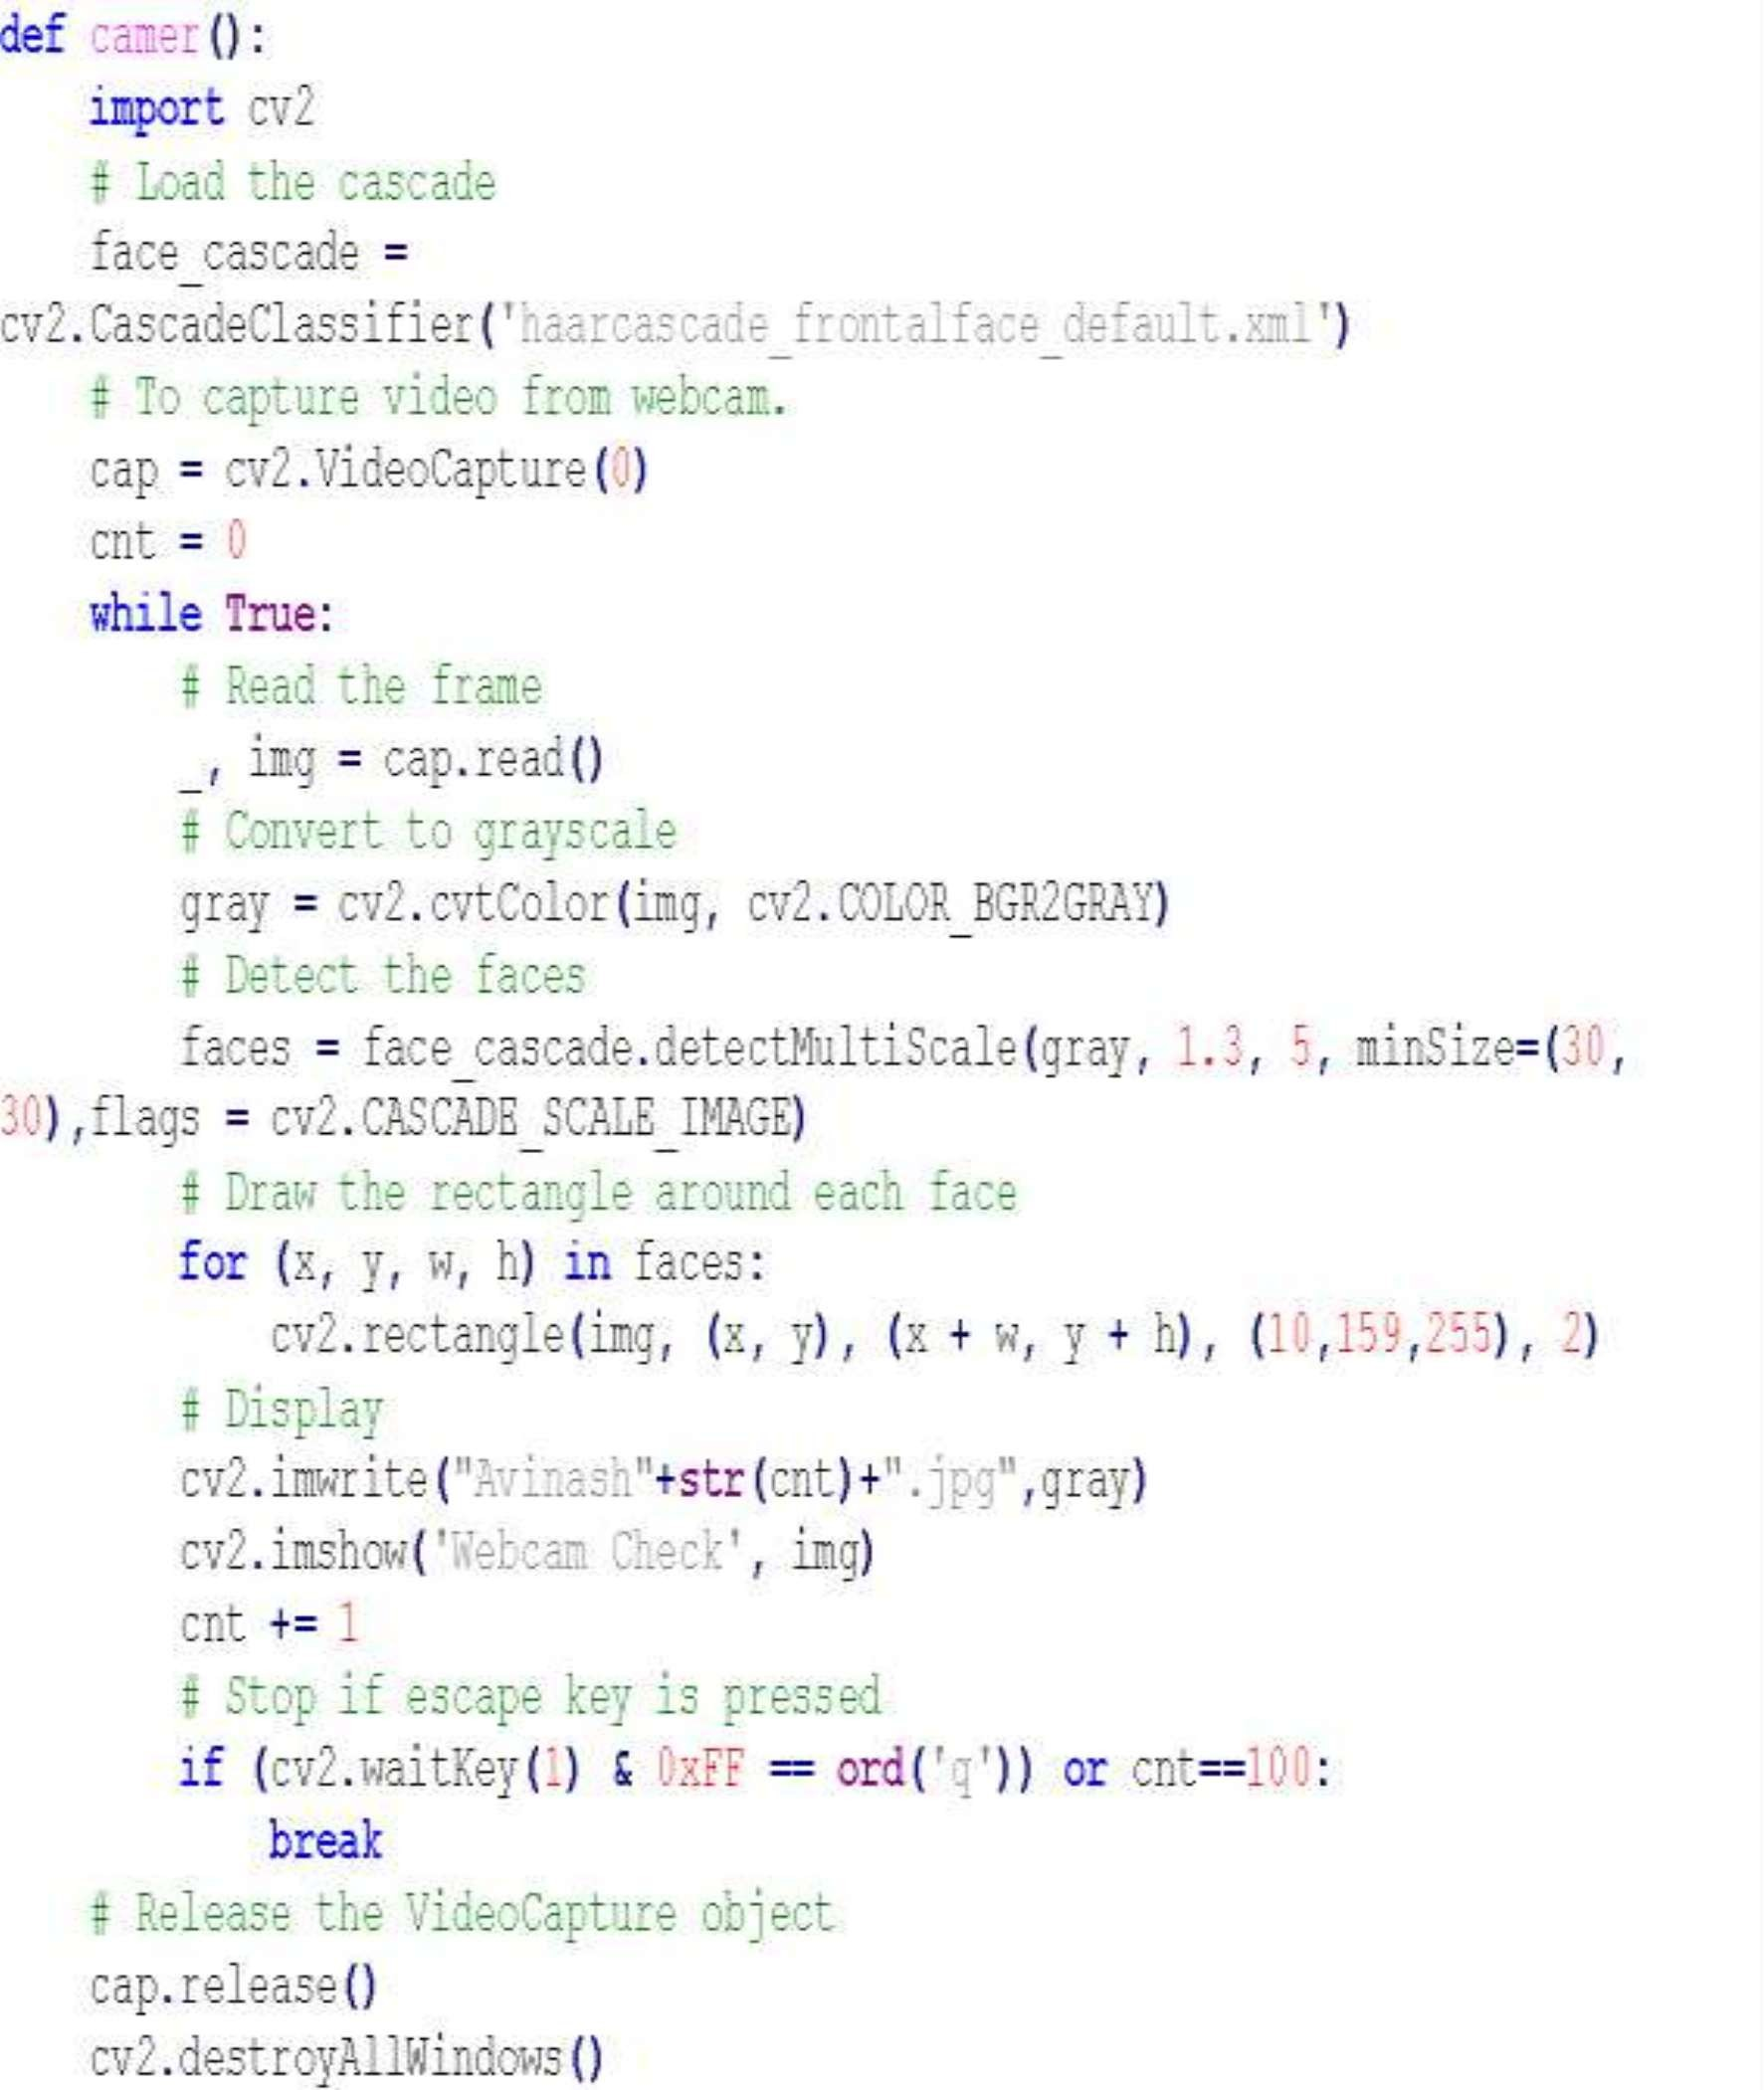 def camer():
    import cv2
    # Load the cascade
    face_cascade =
cv2.CascadeClassifier('haarcascade_frontalface_default.xml')
    # To capture video from webcam.
    cap = cv2.VideoCapture(0)
    cnt = 0
    while True:
        # Read the frame
        _, img = cap.read()
        # Convert to grayscale
        gray = cv2.cvtColor(img, cv2.COLOR_BGR2GRAY)
        # Detect the faces
        faces = face_cascade.detectMultiScale(gray, 1.3, 5, minSize=(30,
30),flags = cv2.CASCADE_SCALE_IMAGE)
        # Draw the rectangle around each face
        for (x, y, w, h) in faces:
            cv2.rectangle(img, (x, y), (x + w, y + h), (10,159,255), 2)
        # Display
        cv2.imwrite("Avinash"+str(cnt)+".jpg",gray)
        cv2.imshow('Webcam Check', img)
        cnt += 1
        # Stop if escape key is pressed
        if (cv2.waitKey(1) & 0xFF == ord('q')) or cnt==100:
            break
    # Release the VideoCapture object
    cap.release()
    cv2.destroyAllWindows()